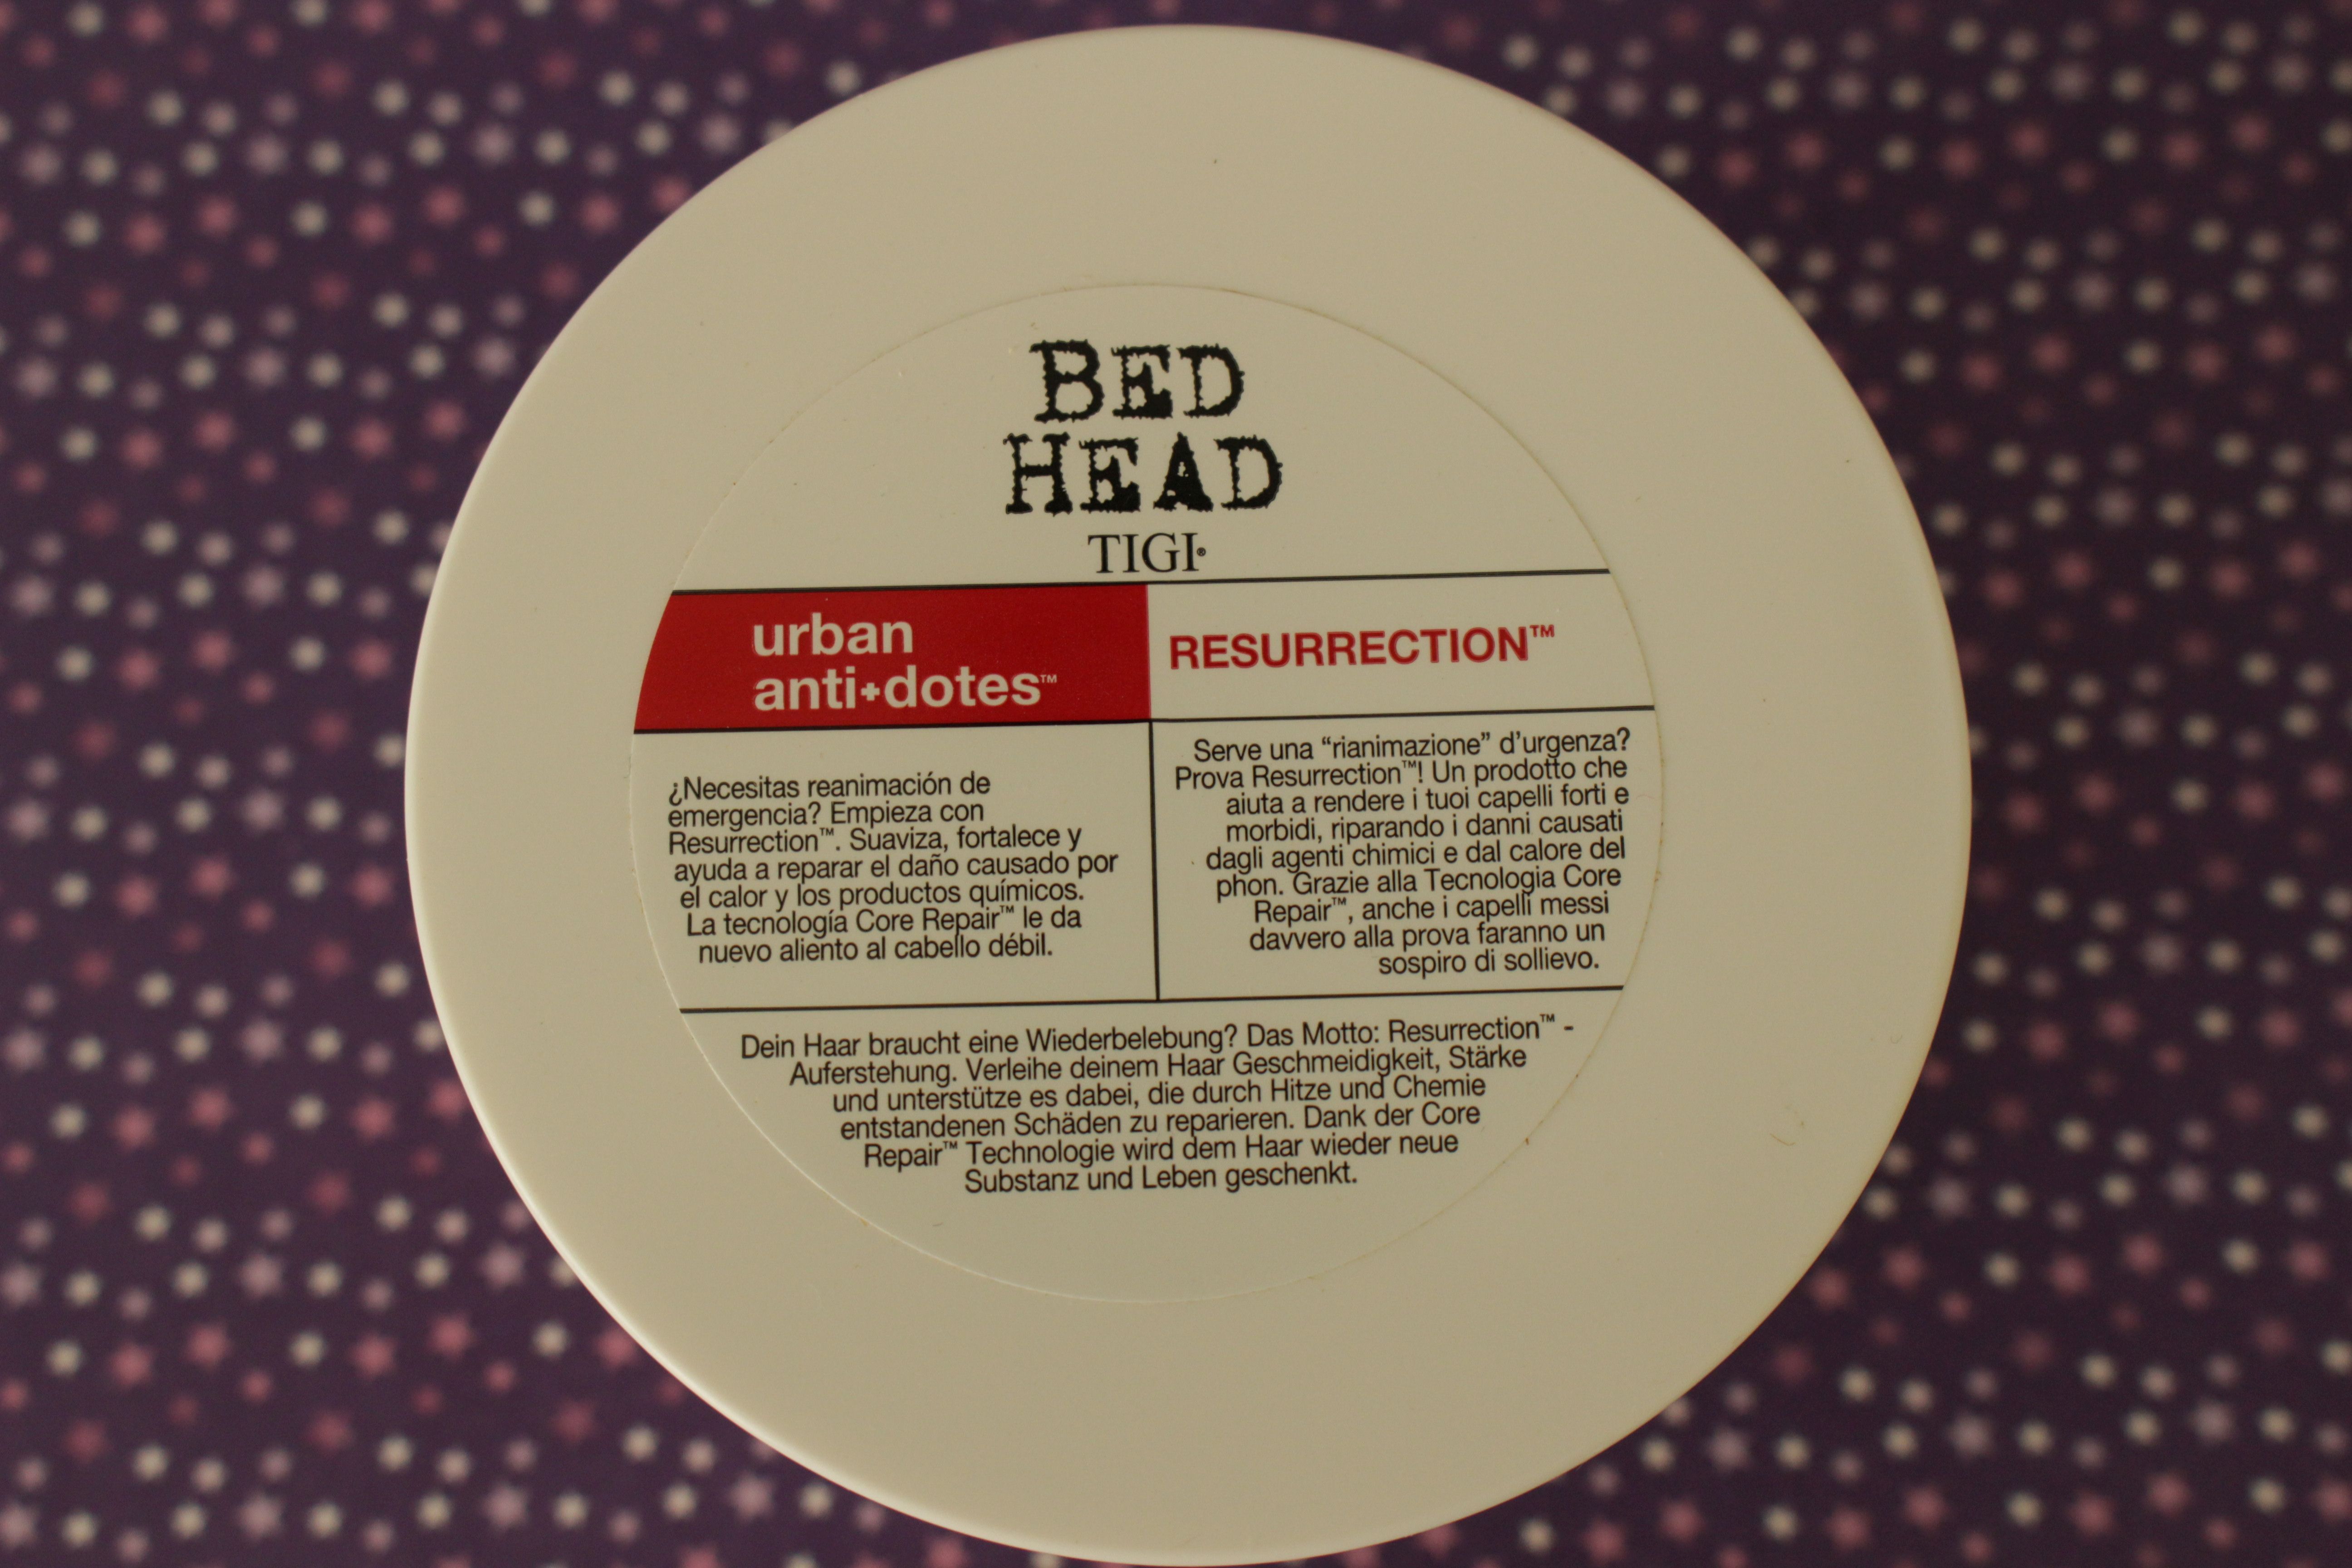 BED
HEAD
TIGI®
urban
anti+dotes™
RESURRECTION™
¿Necesitas reanimación de
emergencia? Empieza con
Resurrection™. Suaviza, fortalece y
ayuda a reparar el daño causado por
el calor y los productos químicos.
La tecnología Core Repair™ le da
nuevo aliento al cabello débil.
Serve una “rianimazione” d’urgenza?
Prova Resurrection™! Un prodotto che
aiuta a rendere i tuoi capelli forti e
morbidi, riparando i danni causati
dagli agenti chimici e dal calore del
phon. Grazie alla Tecnologia Core
Repair™, anche i capelli messi
davvero alla prova faranno un
sospiro di sollievo.
Dein Haar braucht eine Wiederbelebung? Das Motto: Resurrection™ -
Auferstehung. Verleihe deinem Haar Geschmeidigkeit, Stärke
und unterstütze es dabei, die durch Hitze und Chemie
entstandenen Schäden zu reparieren. Dank der Core
Repair™ Technologie wird dem Haar wieder neue
Substanz und Leben geschenkt.